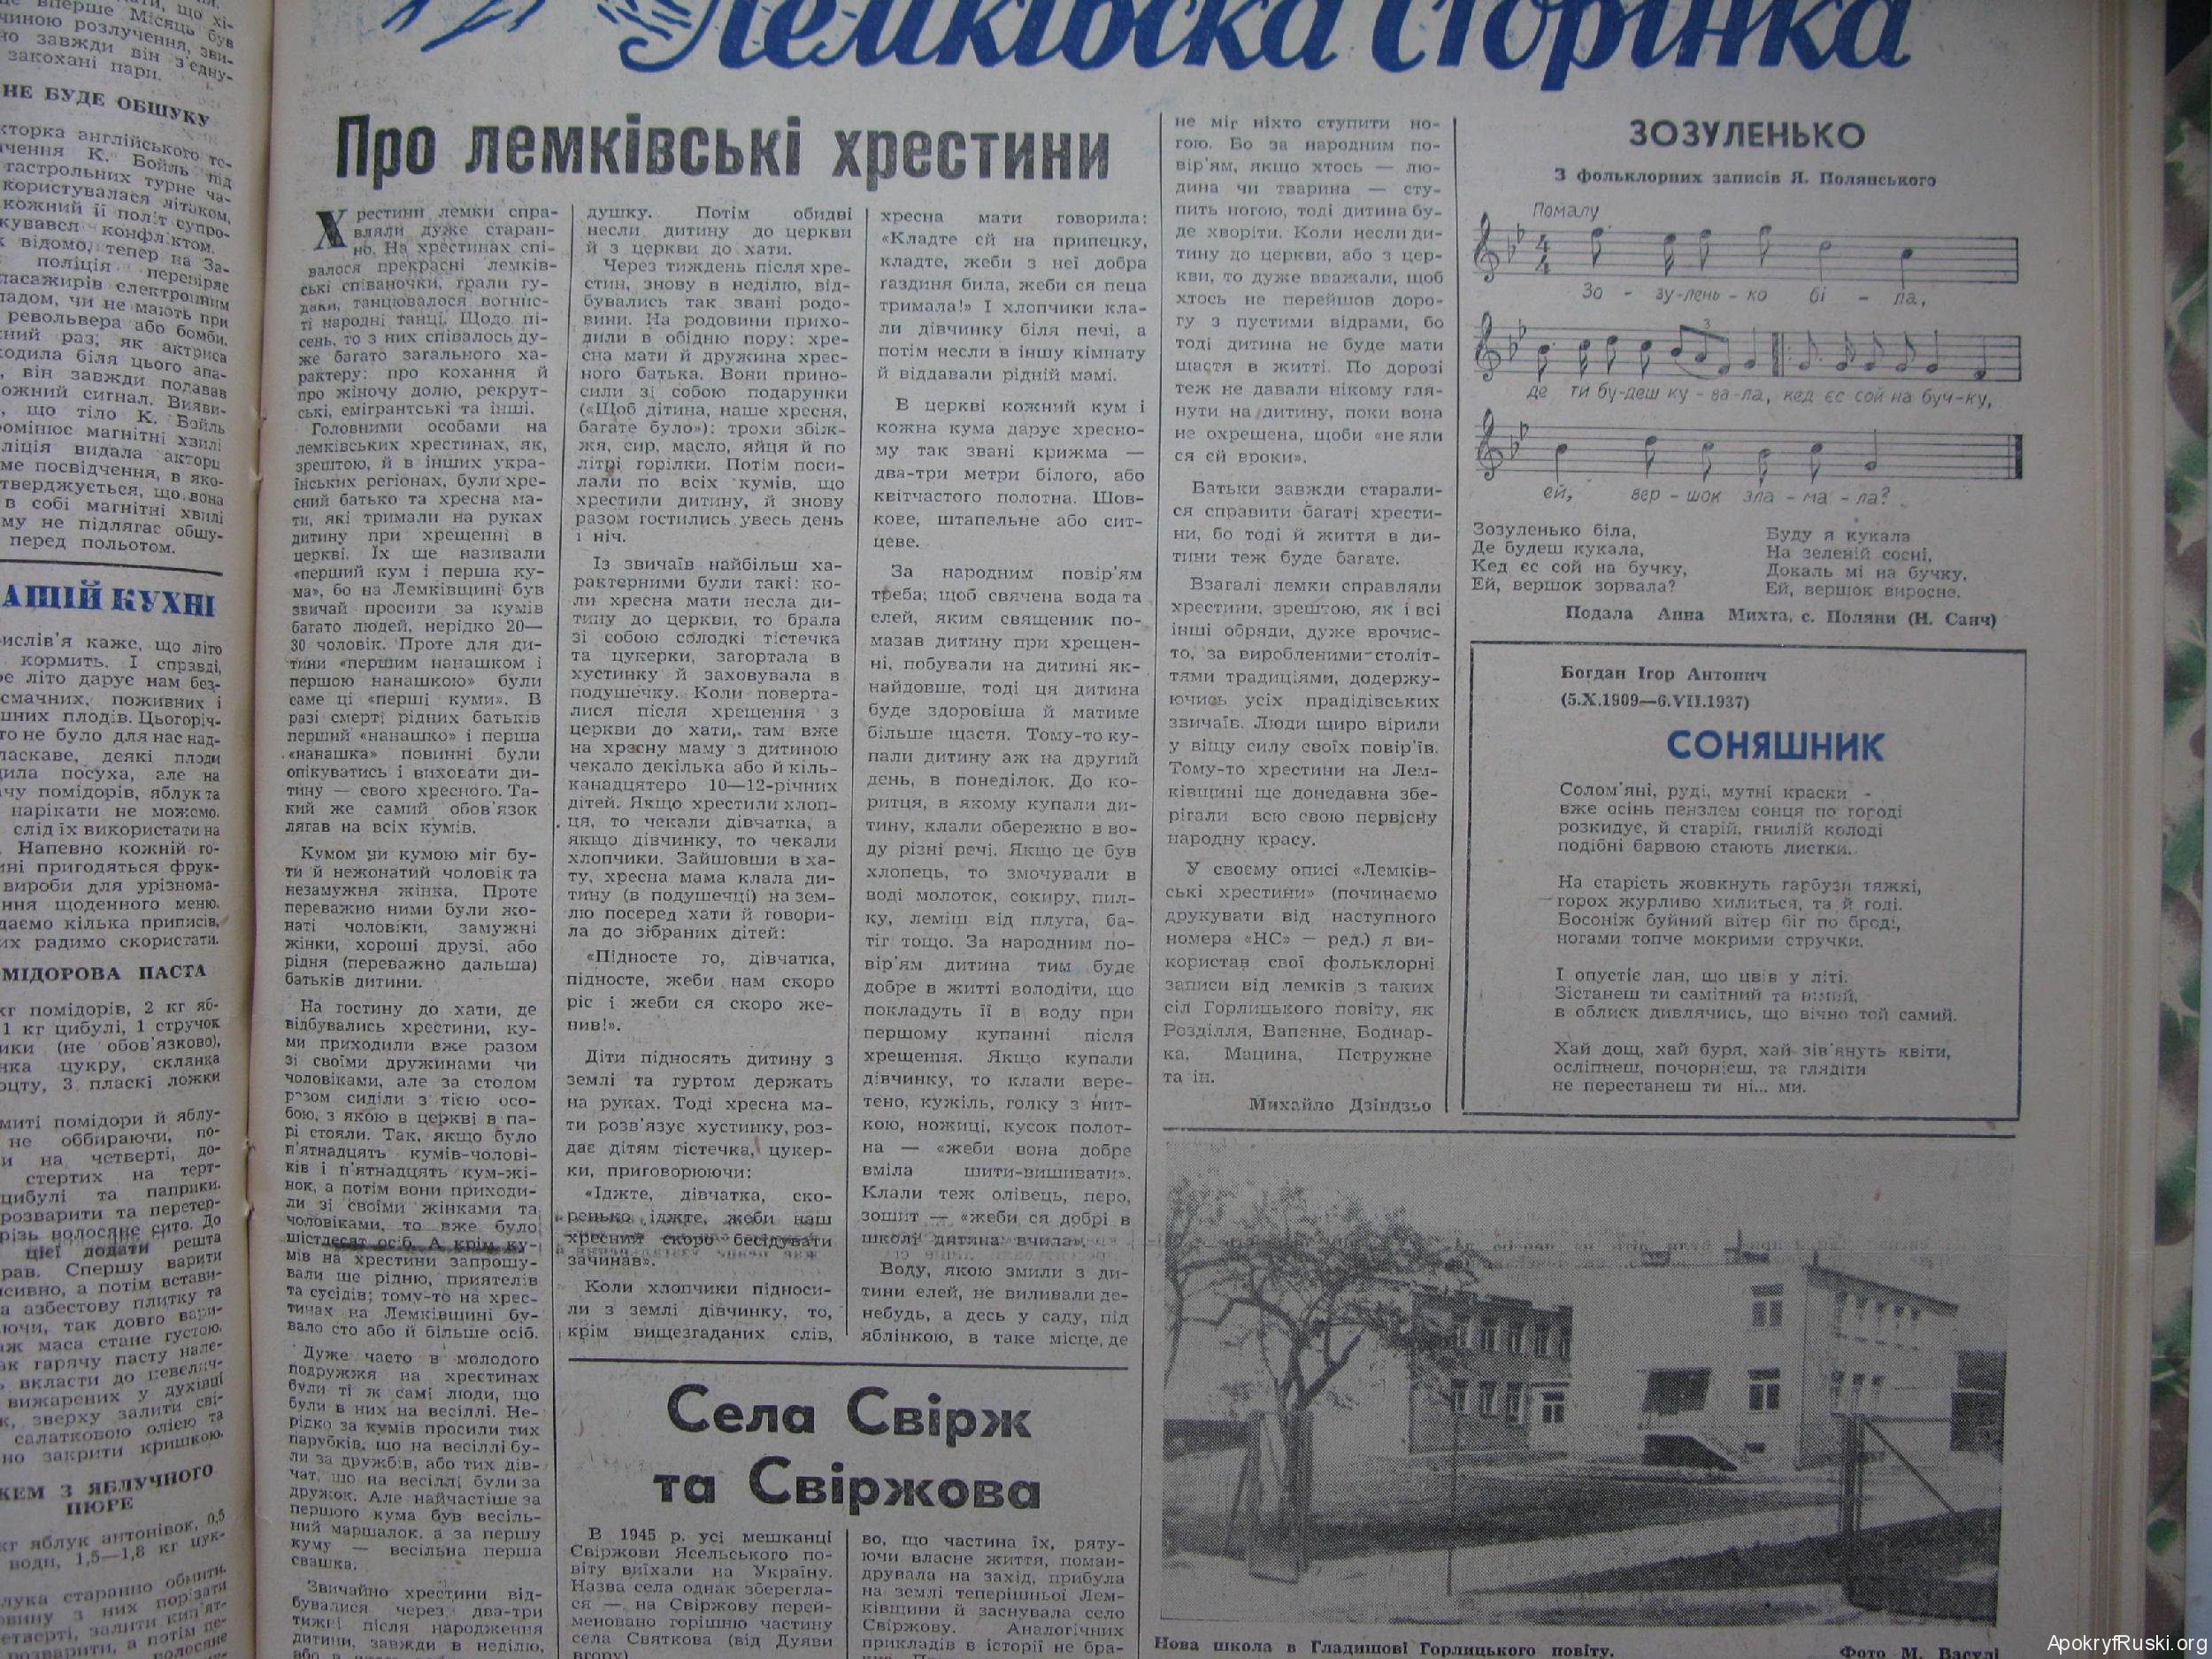 Лемківска Сторінка
Про лемківські хрестини
Хрестини лемки спра-
вляли дуже старан-
но. На хрестинах спі-
валося прекрасні лемків-
ські співаночки, грали гу-
даки, танцювалося вогнис-
ті народні танці. Щодо пі-
сень, то з них співалось ду-
же багато загального ха-
рактеру: про кохання й
про жіночу долю, рекрут-
ські, емігрантські та інші.
Головними особами на
лемківських хрестинах, як,
зрештою, й в інших укра-
їнських регіонах, були хре-
сний батько та хресна ма-
ти, які тримали на руках
дитину при хрещенні в
церкві. Їх ще називали
«перший кум і перша ку-
ма», бо на Лемківщині був
звичай просити за кумів
багато людей, нерідко 20—
30 чоловік. Проте для ди-
тини «першим нанашком і
першою нанашкою» були
саме ці «перші куми». В
разі смерті рідних батьків
перший «нанашко» і перша
«нанашка» повинні були
опікуватись і виховати ди-
тину — свого хресного. Та-
кий же самий обов'язок
лягав на всіх кумів.
Кумом чи кумою міг бу-
ти й нежонатий чоловік та
незамужня жінка. Проте
переважно ними були жо-
наті чоловіки, замужні
жінки, хороші друзі, або
рідня (переважно дальша)
батьків дитини.
На гостину до хати, де
відбувались хрестини, ку-
ми приходили вже разом
зі своїми дружинами чи
чоловіками, але за столом
разом сиділи з тією осо-
бою, з якою в церкві в па-
рі стояли. Так, якщо було
п'ятнадцять кумів-чолові-
ків і п'ятнадцять кум-жі-
нок, а потім вони приходи-
ли зі своїми жінками та
чоловіками, то вже було
шістдесят осіб. А крім ку-
мів на хрестини запрошу-
вали ще рідню, приятелів
та сусідів; тому-то на хрес-
тинах на Лемківщині бу-
вало сто або й більше осіб.
Дуже часто в молодого
подружжя на хрестинах
були ті ж самі люди, що
були в них на весіллі. Не-
рідко за кумів просили тих
парубків, що на весіллі бу-
ли за дружбів, або тих дів-
чат, що на весіллі були за
дружок. Але найчастіше за
першого кума був весіль-
ний маршалок, а за першу
куму — весільна перша
свашка.
Звичайно хрестини від-
бувалися через два-три
тижні після народження
дитини, завжди в неділю,
душку. Потім обидві
несли дитину до церкви
й з церкви до хати.
Через тиждень після хре-
стин, знову в неділю, від-
бувались так звані родо-
вини. На родовини прихо-
дили в обідню пору: хре-
сна мати й дружина хрес-
ного батька. Вони прино-
сили зі собою подарунки
(«Щоб дітина, наше хресня,
багате було»): трохи збіж-
жя, сир, масло, яйця й по
літрі горілки. Потім поси-
лали по всіх кумів, що
хрестили дитину, й знову
разом гостились увесь день
і ніч.
Із звичаїв найбільш ха-
рактерними були такі: ко-
ли хресна мати несла ди-
тину до церкви, то брала
зі собою солодкі тістечка
та цукерки, загортала в
хустинку й заховувала в
подушечку. Коли поверта-
лися після хрещення з
церкви до хати, там вже
на хресну маму з дитиною
чекало декілька або й кіль-
канадцятеро 10—12-річних
дітей. Якщо хрестили хлоп-
ця, то чекали дівчатка, а
якщо дівчинку, то чекали
хлопчики. Зайшовши в ха-
ту, хресна мама клала ди-
тину (в подушечці) на зем-
лю посеред хати й говори-
ла до зібраних дітей:
«Підносте го, дівчатка,
підносте, жеби нам скоро
ріс і жеби ся скоро же-
нив!».
Діти підносять дитину з
землі та гуртом держать
на руках. Тоді хресна ма-
ти розв'язує хустинку, роз-
дає дітям тістечка, цукер-
ки, приговорюючи:
«Їджте, дівчатка, ско-
ренько їджте, жеби наш
хресний скоро бесідувати
зачинав».
Коли хлопчики підноси-
ли з землі дівчинку, то,
крім вищезгаданих слів,
хресна мати говорила:
«Кладте єй на припецку,
кладте, жеби з неї добра
газдиня била, жеби ся пеца
тримала!» І хлопчики кла-
ли дівчинку біля печі, а
потім несли в іншу кімнату
й віддавали рідній мамі.
В церкві кожний кум і
кожна кума дарує хресно-
му так звані крижма —
два-три метри білого, або
квітчастого полотна. Шов-
кове, штапельне або сит-
цеве.
За народним повір'ям
треба, щоб свячена вода та
єлей, яким священик по-
мазав дитину при хрещен-
ні, побували на дитині як-
найдовше, тоді ця дитина
буде здоровіша й матиме
більше щастя. Тому-то ку-
пали дитину аж на другий
день, в понеділок. До ко-
ритця, в якому купали ди-
тину, клали обережно в во-
ду різні речі. Якщо це був
хлопець, то змочували в
воді молоток, сокиру, пил-
ку, леміш від плуга, ба-
тіг тощо. За народним по-
вір'ям дитина тим буде
добре в житті володіти, що
покладуть її в воду при
першому купанні після
хрещення. Якщо купали
дівчинку, то клали вере-
тено, кужіль, голку з нит-
кою, ножиці, кусок полот-
на — «жеби вона добре
вміла шити-вишивати».
Клали теж олівець, перо,
зошит — «жеби ся добрі в
школі дитина вчила».
Воду, якою змили з ди-
тини елей, не виливали де-
небудь, а десь у саду, під
яблінкою, в таке місце, де
не міг ніхто ступити но-
гою. Бо за народним по-
вір'ям, якщо хтось — лю-
дина чи тварина — сту-
пить ногою, тоді дитина бу-
де хворіти. Коли несли ди-
тину до церкви, або з цер-
кви, то дуже вважали, щоб
хтось не перейшов доро-
гу з пустими відрами, бо
тоді дитина не буде мати
щастя в житті. По дорозі
теж не давали нікому гля-
нути на дитину, поки вона
не охрещена, щоби «не яли
ся єй вроки».
Батьки завжди старали-
ся справити багаті хрести-
ни, бо тоді й життя в ди-
тини теж буде багате.
Взагалі лемки справляли
хрестини, зрештою, як і всі
інші обряди, дуже врочис-
то, за виробленими століт-
тями традиціями, додержу-
ючись усіх прадідівських
звичаїв. Люди щиро вірили
у віщу силу своїх повір'їв.
Тому-то хрестини на Лем-
ківщині ще донедавна збе-
рігали всю свою первісну
народну красу.
У своєму описі «Лемків-
ські хрестини» (починаємо
друкувати від наступного
номера «НС» — ред.) я ви-
користав свої фольклорні
записи від лемків з таких
сіл Горлицького повіту, як
Розділля, Вапенне, Боднар-
ка, Мацина, Пєтружне
та ін.
Михайло Дзіндзьо
ЗОЗУЛЕНЬКО
З фольклорних записів Я. Полянського
Помалу
Зо - зу-лень - ко бі - ла,
де ти бу-деш ку - ва-ла, кед єс сой на буч-ку,
ей, вер - шок зла - ма - ла?
Зозуленько біла,
Де будеш кукала,
Кед єс сой на бучку,
Ей, вершок зорвала?
Буду я кукала
На зеленій сосні,
Докаль мі на бучку,
Ей, вершок виросне.
Подала Анна Михта, с. Поляни (Н. Санч)
Богдан Ігор Антонич
(5.X.1909—6.VII.1937)
СОНЯШНИК
Солом'яні, руді, мутні краски -
вже осінь пензлем сонця по городі
розкидує, й старій, гнилій колоді
подібні барвою стають листки.
На старість жовкнуть гарбузи тяжкі,
горох журливо хилиться, та й годі.
Босоніж буйний вітер біг по броді,
ногами топче мокрими стручки.
І опустіє лан, що цвів у літі.
Зістанеш ти самітний та німий,
в облиск дивлячись, що вічно той самий.
Хай дощ, хай буря, хай зів'януть квіти,
осліпнеш, почорнієш, та глядіти
не перестанеш ти ні... ми.
Села Свірж
та Свіржова
В 1945 р. усі мешканці
Свіржови Ясельського по-
віту виїхали на Україну.
Назва села однак зберегла-
ся — на Свіржову перей-
меновано горішню частину
села Святкова (від Дуяви
вгору).
во, що частина їх, ряту-
ючи власне життя, поман-
друвала на захід, прибула
на землі теперішньої Лем-
ківщини й заснувала село
Свіржову. Аналогічних
прикладів в історії не бра-
Нова школа в Гладишові Горлицького повіту.
Фото М. Васулі
НЕ БУДЕ ОБШУКУ
АШІЙ КУХНІ
МІДОРОВА ПАСТА
ЖЕМ З ЯБЛУЧНОГО
ПЮРЕ
ApokryfRuski.org